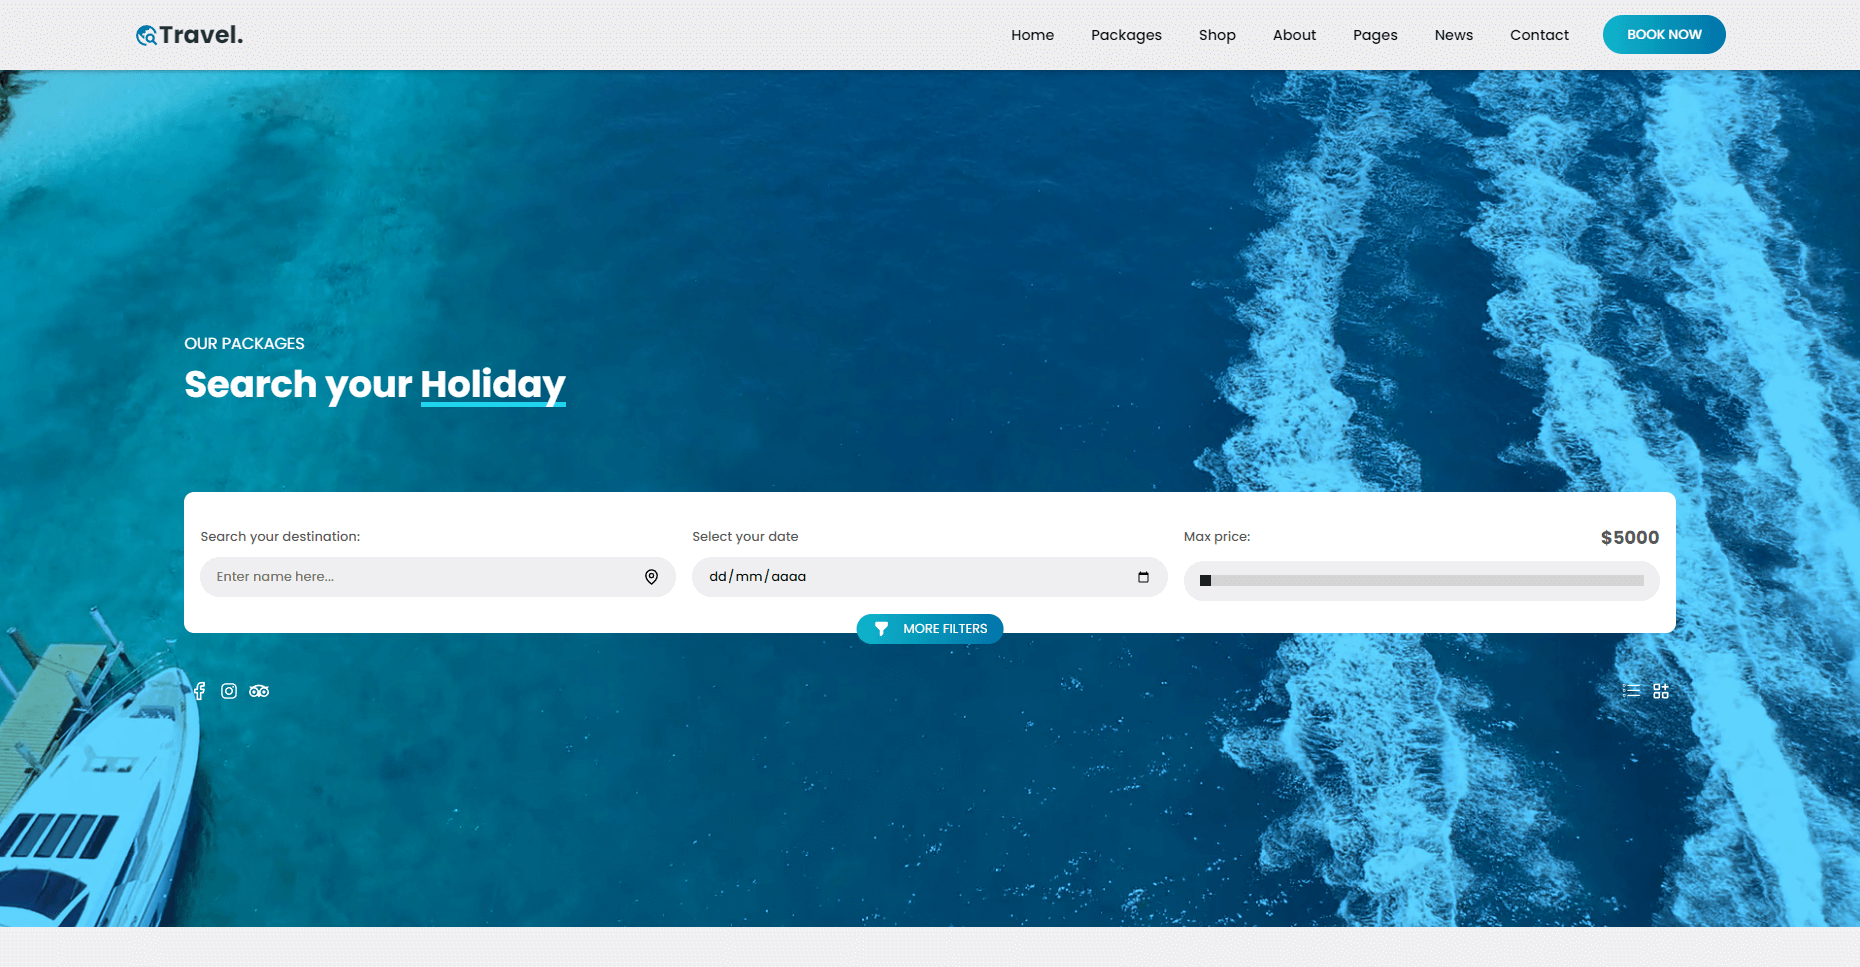 Travel.
Home Packages Shop About Pages News Contact BOOK NOW
OUR PACKAGES
Search your Holiday
Search your destination: Select your date Max price: $5000
Enter name here... dd/mm/aaaa
MORE FILTERS